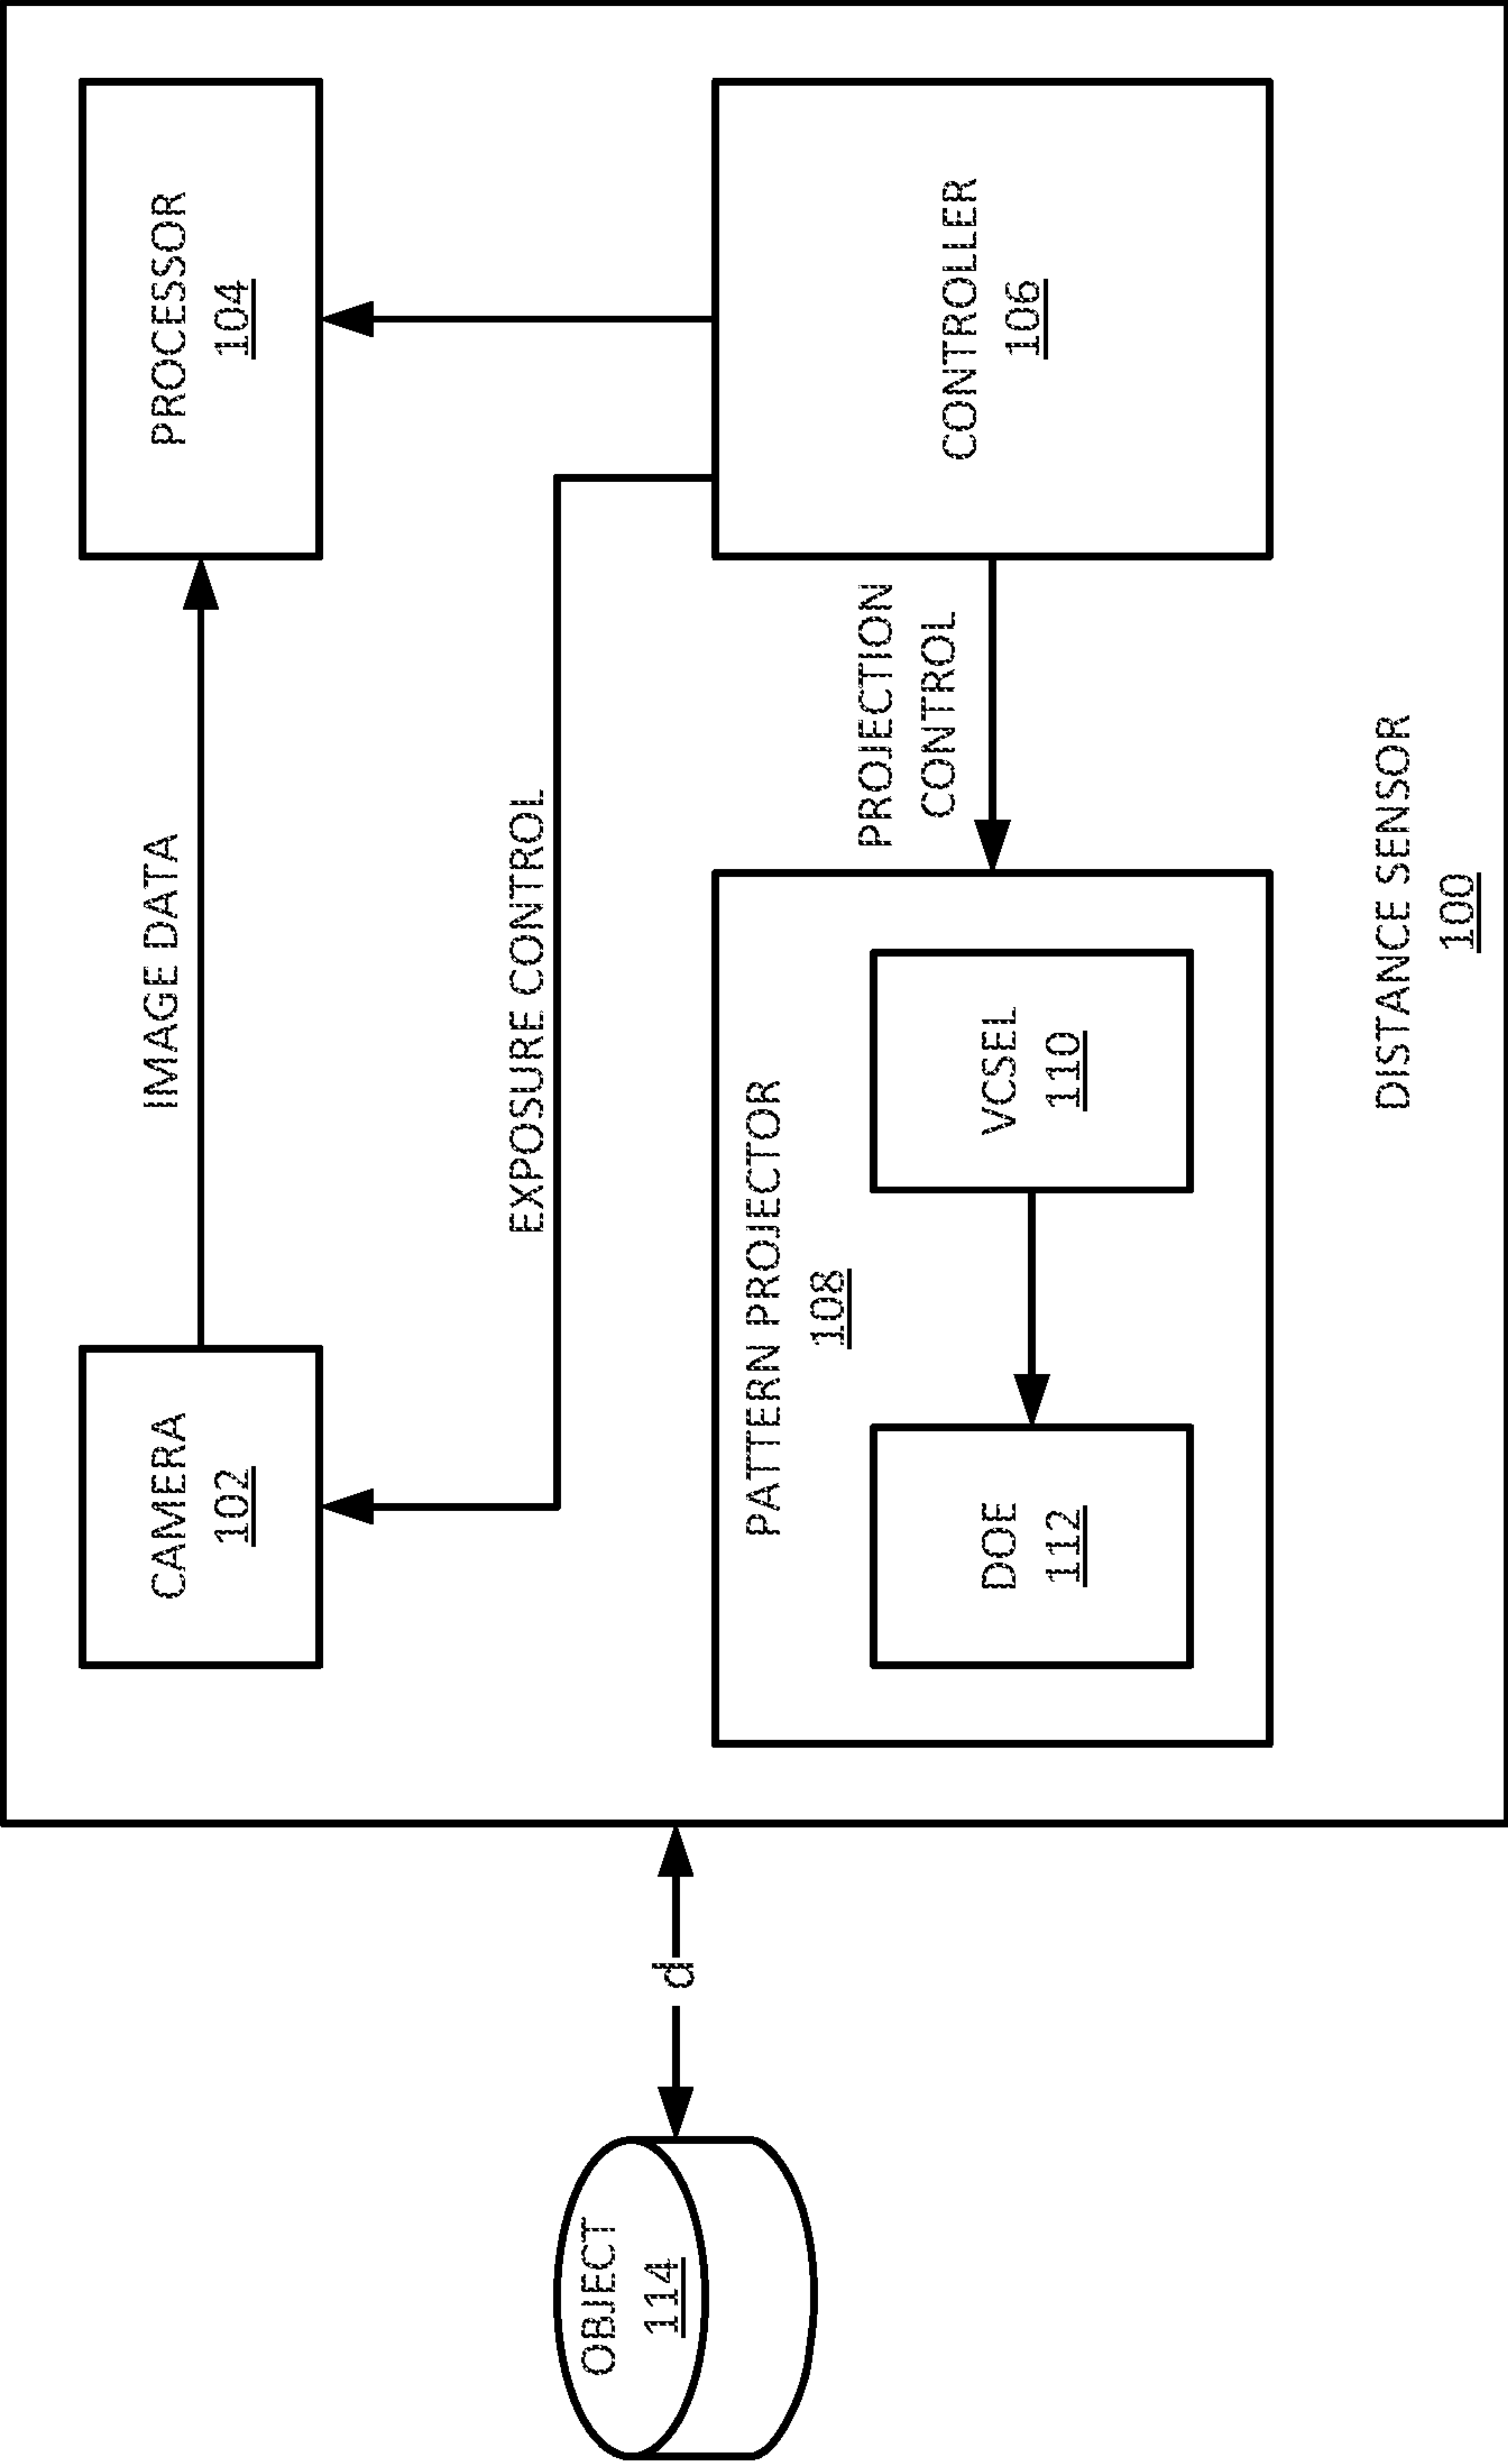 CAMERA
102
IMAGE DATA
PROCESSOR
104
EXPOSURE CONTROL
OBJECT
114
d
PATTERN PROJECTOR
108
PROJECTION
CONTROL
CONTROLLER
106
DOE
112
VCSEL
110
DISTANCE SENSOR
100